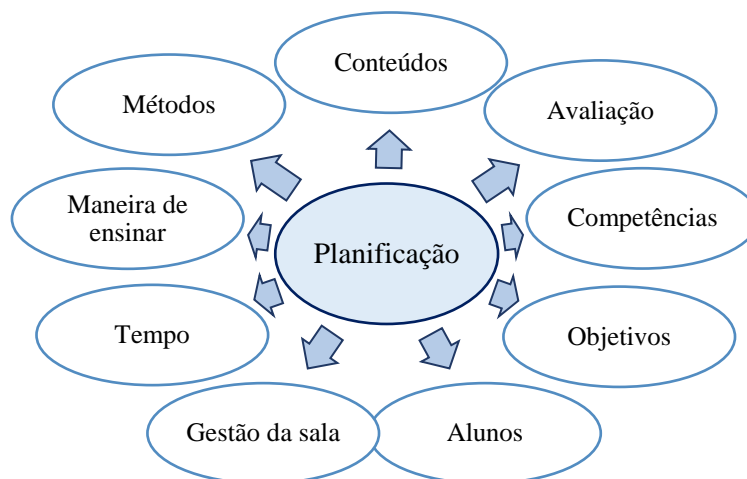 Conteúdos
Métodos
Avaliação
Maneira de
ensinar
Competências
Planificação
Tempo
Objetivos
Gestão da sala
Alunos